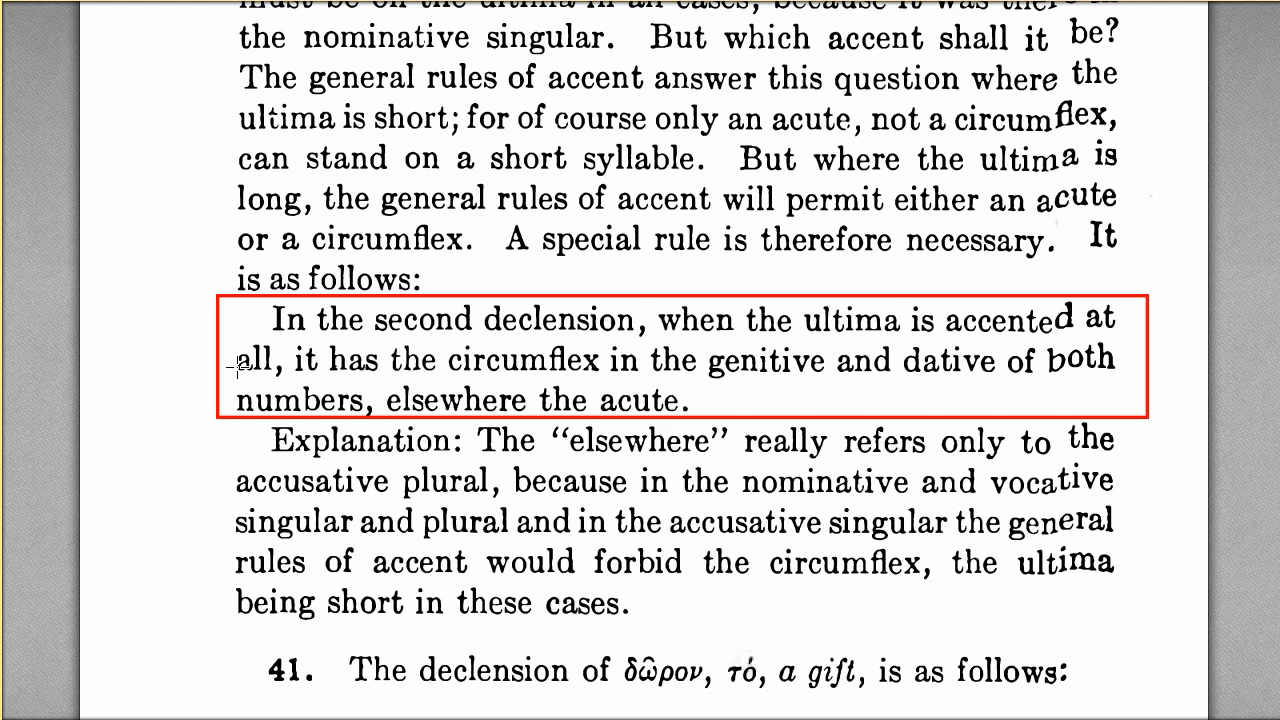 the nominative singular. But which accent shall it be?
The general rules of accent answer this question where the
ultima is short; for of course only an acute, not a circumflex,
can stand on a short syllable. But where the ultima is
long, the general rules of accent will permit either an acute
or a circumflex. A special rule is therefore necessary. It
is as follows:
In the second declension, when the ultima is accented at
all, it has the circumflex in the genitive and dative of both
numbers, elsewhere the acute.
Explanation: The “elsewhere” really refers only to the
accusative plural, because in the nominative and vocative
singular and plural and in the accusative singular the general
rules of accent would forbid the circumflex, the ultima
being short in these cases.
41. The declension of δῶρον, τό, a gift, is as follows: